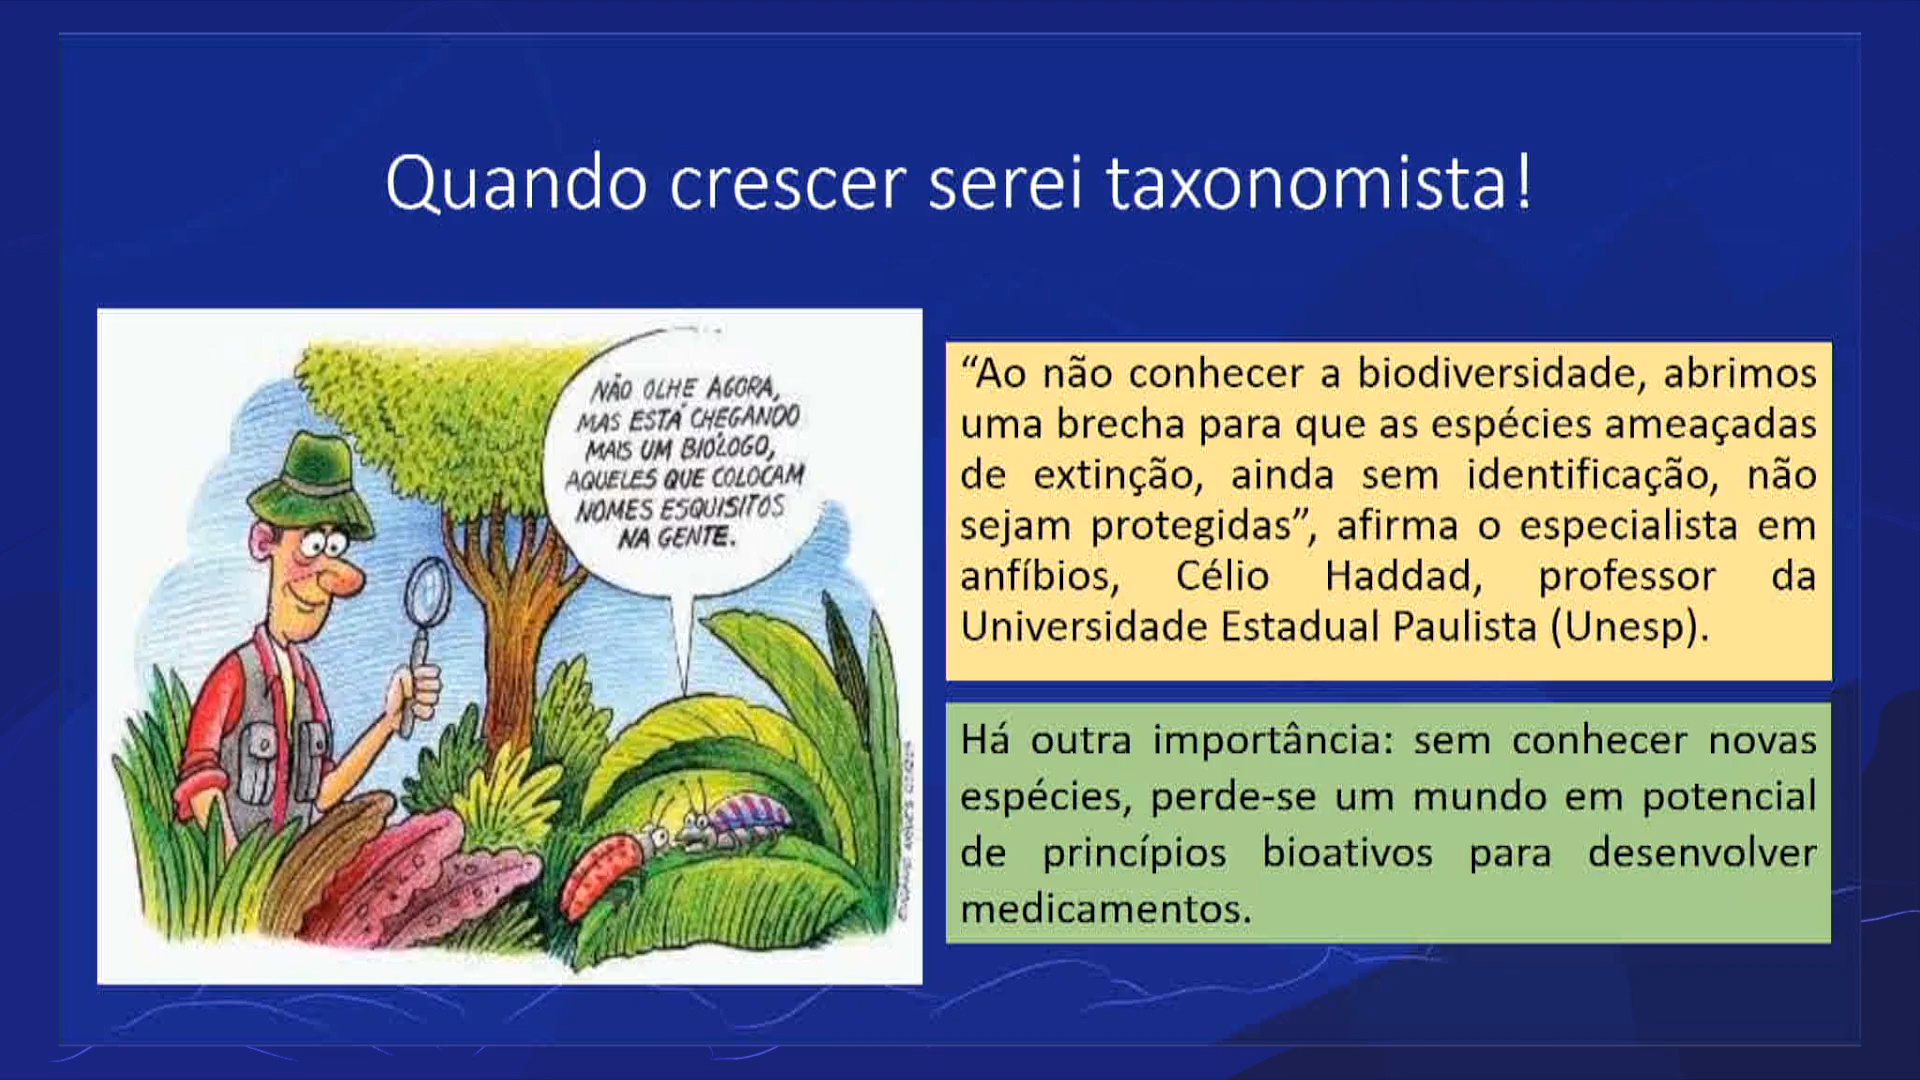 Quando crescer serei taxonomista!
NÃO OLHE AGORA,
MAS ESTÁ CHEGANDO
MAIS UM BIÓLOGO,
AQUELES QUE COLOCAM
NOMES ESQUISITOS
NA GENTE.
“Ao não conhecer a biodiversidade, abrimos
uma brecha para que as espécies ameaçadas
de extinção, ainda sem identificação, não
sejam protegidas”, afirma o especialista em
anfíbios, Célio Haddad, professor da
Universidade Estadual Paulista (Unesp).
Há outra importância: sem conhecer novas
espécies, perde-se um mundo em potencial
de princípios bioativos para desenvolver
medicamentos.